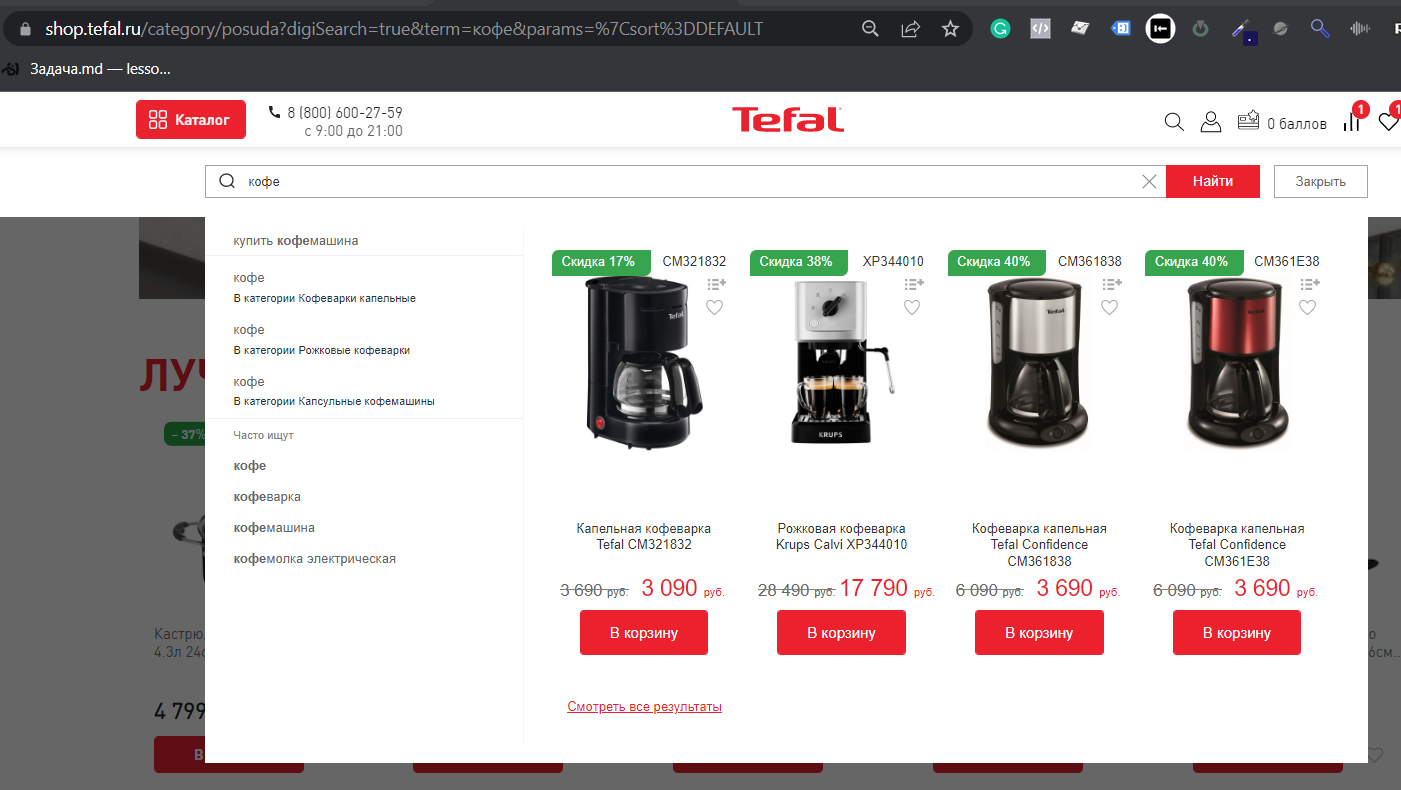 shop.tefal.ru/category/posuda?digiSearch=true&term=кофе&params=%7Csort%3DDEFAULT
Задача.md — lesso...
Каталог
8 (800) 600-27-59
с 9:00 до 21:00
Tefal
0 баллов
1
1
кофе
Найти
Закрыть
купить кофемашина
кофе
В категории Кофеварки капельные
кофе
В категории Рожковые кофеварки
кофе
В категории Капсульные кофемашины
Часто ищут
кофе
кофеварка
кофемашина
кофемолка электрическая
Скидка 17% CM321832
Скидка 38% XP344010
Скидка 40% CM361838
Скидка 40% CM361E38
Tefal
KRUPS
Tefal
Tefal
Капельная кофеварка
Tefal CM321832
3 690 руб. 3 090 руб.
В корзину
Рожковая кофеварка
Krups Calvi XP344010
28 490 руб. 17 790 руб.
В корзину
Кофеварка капельная
Tefal Confidence
CM361838
6 090 руб. 3 690 руб.
В корзину
Кофеварка капельная
Tefal Confidence
CM361E38
6 090 руб. 3 690 руб.
В корзину
Смотреть все результаты
ЛУЧ
– 37%
4.3л 24с
4 799
В